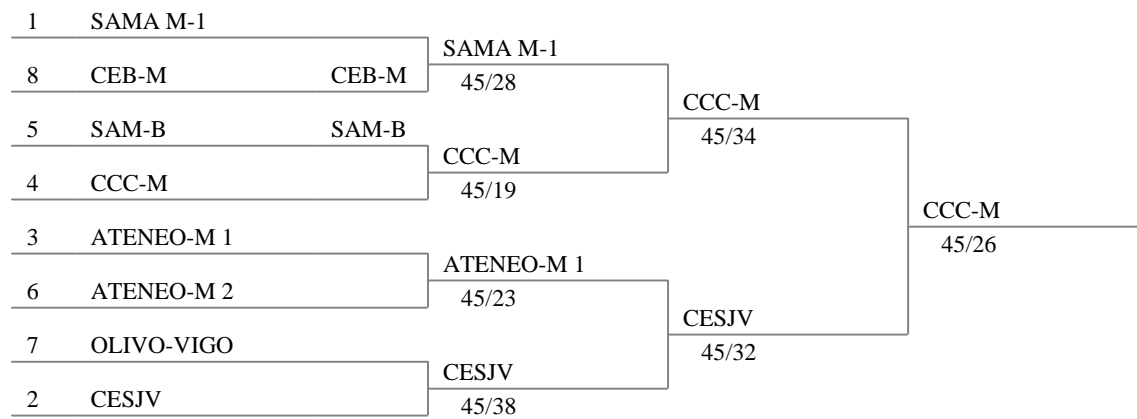 1 SAMA M-1
SAMA M-1
8 CEB-M CEB-M 45/28
CCC-M
5 SAM-B SAM-B 45/34
CCC-M
4 CCC-M 45/19
CCC-M
3 ATENEO-M 1 45/26
ATENEO-M 1
6 ATENEO-M 2 45/23
CESJV
7 OLIVO-VIGO 45/32
CESJV
2 CESJV 45/38